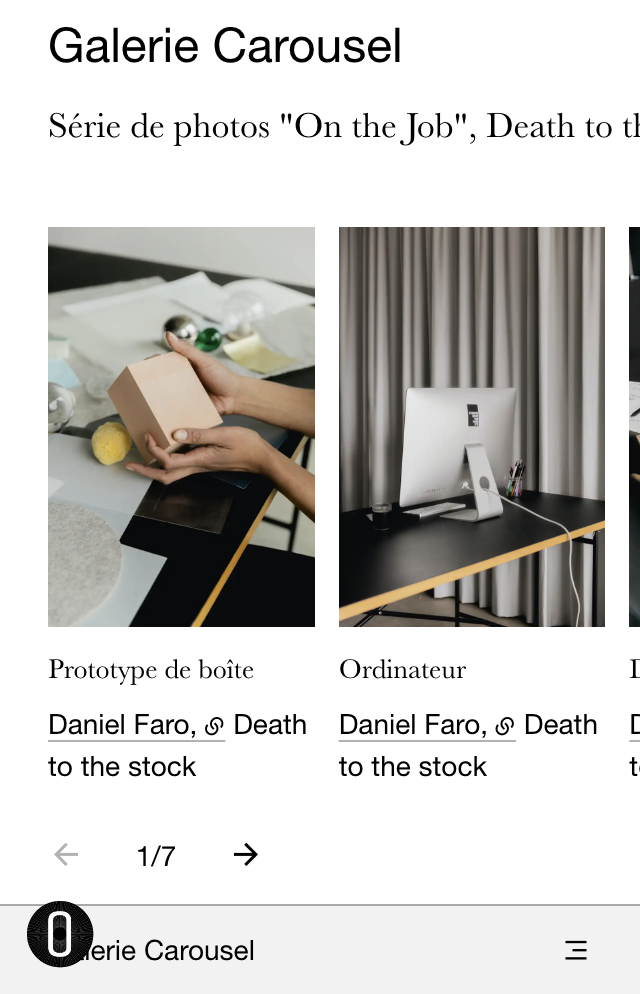 Galerie Carousel
Série de photos "On the Job", Death to th
Prototype de boîte
Daniel Faro, Death
to the stock
Ordinateur
Daniel Faro, Death
to the stock
1/7
lerie Carousel